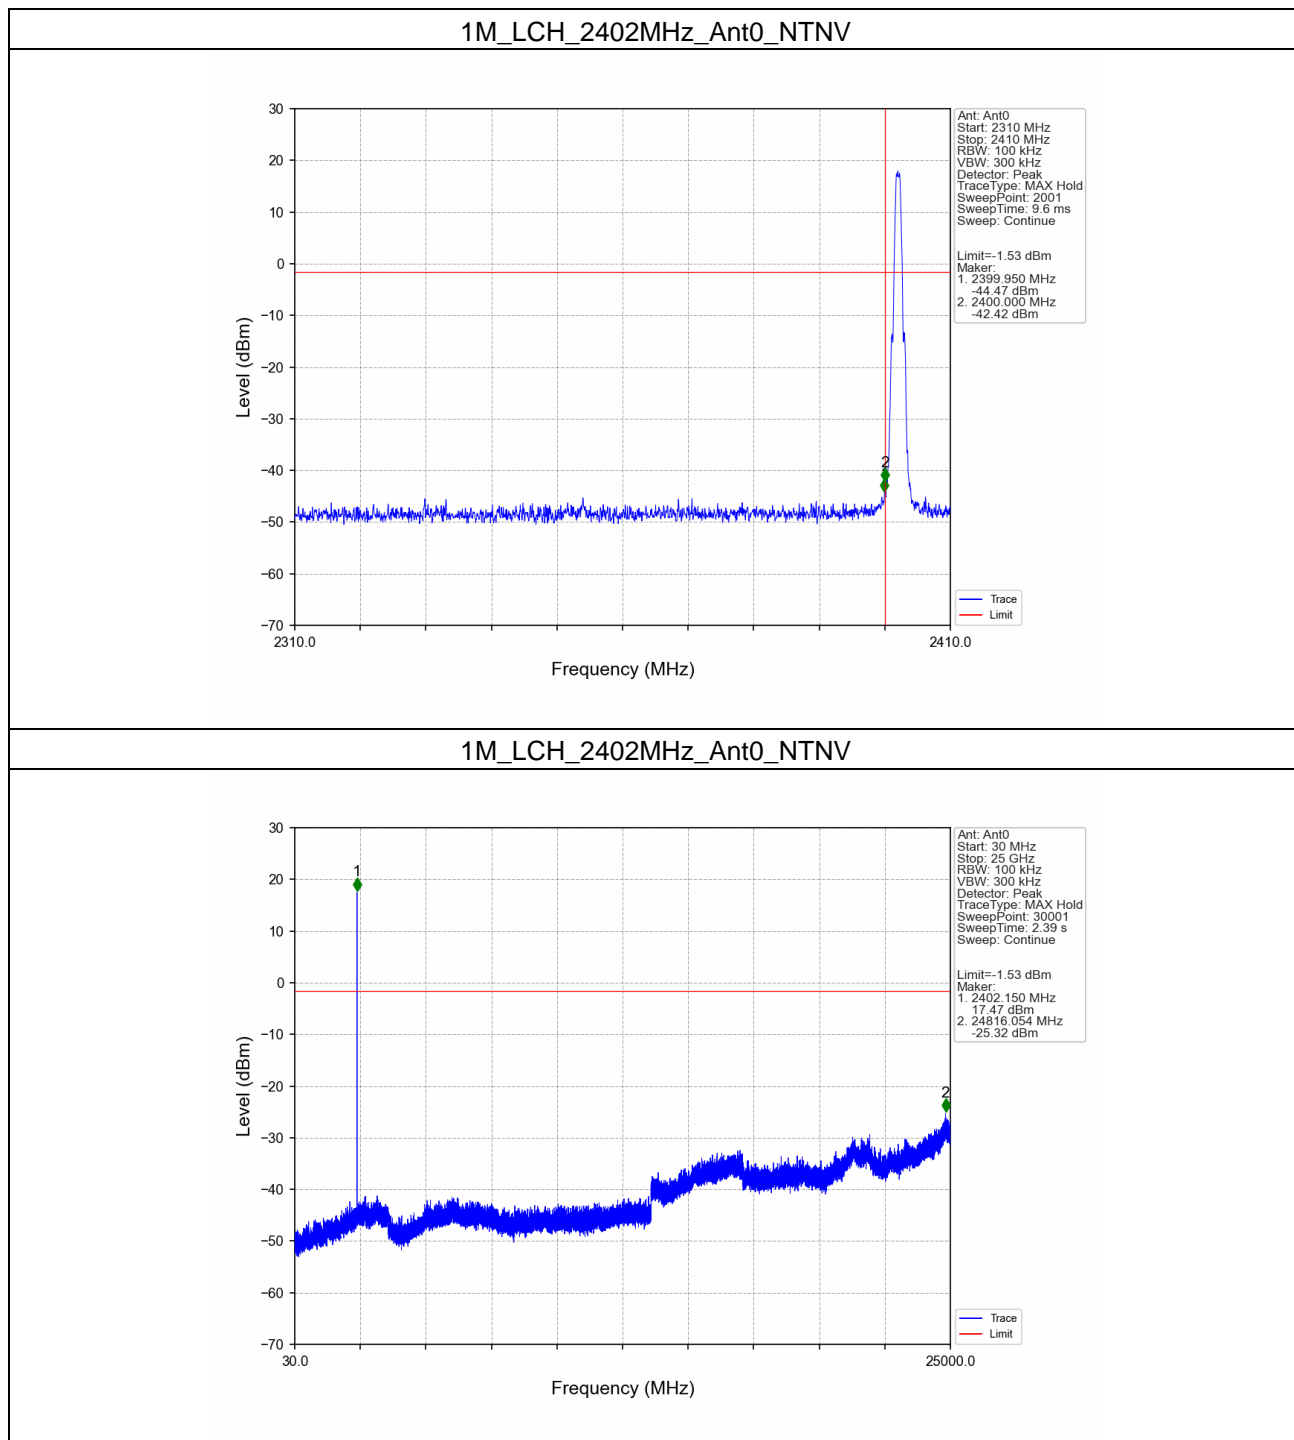 1M_LCH_2402MHz_Ant0_NTNV
30
20
10
0
−10
−20
−30
−40
−50
−60
−70
Level (dBm)
2
2310.0
2410.0
Frequency (MHz)
Ant: Ant0
Start: 2310 MHz
Stop: 2410 MHz
RBW: 100 kHz
VBW: 300 kHz
Detector: Peak
TraceType: MAX Hold
SweepPoint: 2001
SweepTime: 9.6 ms
Sweep: Continue
Limit=-1.53 dBm
Maker:
1. 2399.950 MHz
-44.47 dBm
2. 2400.000 MHz
-42.42 dBm
Trace
Limit
1M_LCH_2402MHz_Ant0_NTNV
30
20
10
0
−10
−20
−30
−40
−50
−60
−70
Level (dBm)
1
2
30.0
25000.0
Frequency (MHz)
Ant: Ant0
Start: 30 MHz
Stop: 25 GHz
RBW: 100 kHz
VBW: 300 kHz
Detector: Peak
TraceType: MAX Hold
SweepPoint: 30001
SweepTime: 2.39 s
Sweep: Continue
Limit=-1.53 dBm
Maker:
1. 2402.150 MHz
17.47 dBm
2. 24816.054 MHz
-25.32 dBm
Trace
Limit